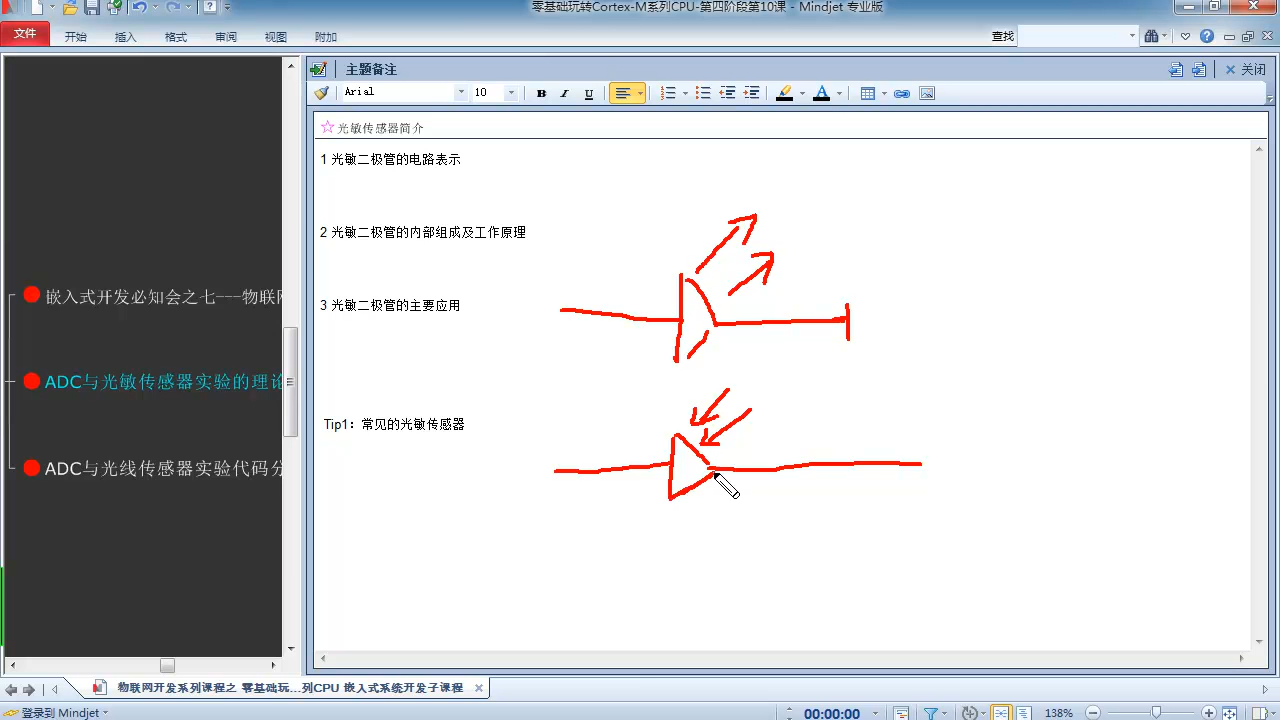 零基础玩转Cortex-M系列CPU-第四阶段第10课 - Mindjet 专业版
文件 开始 插入 格式 审阅 视图 附加 查找
主题备注 关闭
Arial 10 B I U
☆光敏传感器简介
1 光敏二极管的电路表示
2 光敏二极管的内部组成及工作原理
3 光敏二极管的主要应用
Tip1：常见的光敏传感器
嵌入式开发必知会之七---物联
ADC与光敏传感器实验的理论
ADC与光线传感器实验代码分
物联网开发系列课程之 零基础玩...列CPU 嵌入式系统开发子课程
登录到 Mindjet 00:00:00 138%